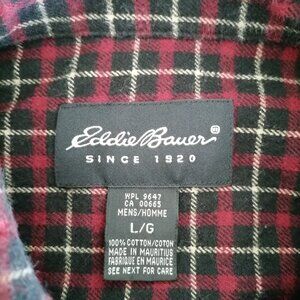 Eddie Bauer
SINCE 1920
WPL 9647
CA 00665
MENS/HOMME
L/G
100% COTTON/COTON
MADE IN MAURITIUS
FABRIQUE EN MAURICE
SEE NEXT FOR CARE